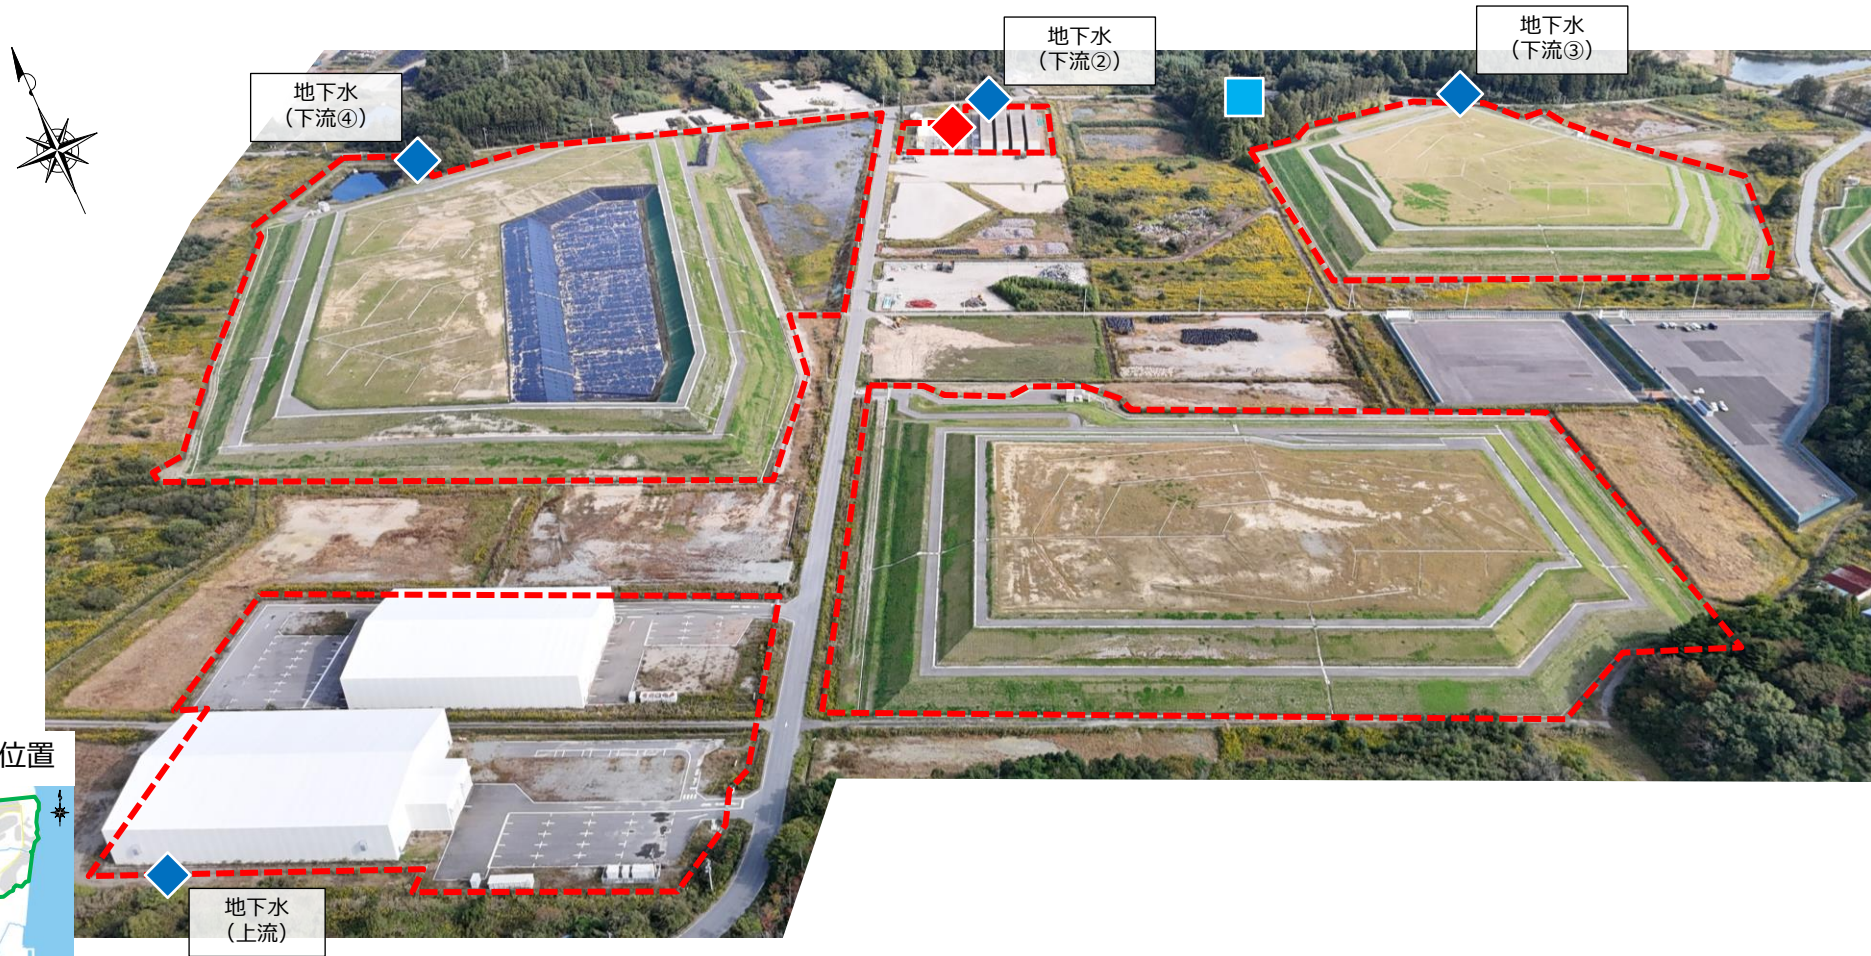 地下水
（下流③）
地下水
（下流②）
地下水
（下流④）
位置
地下水
（上流）